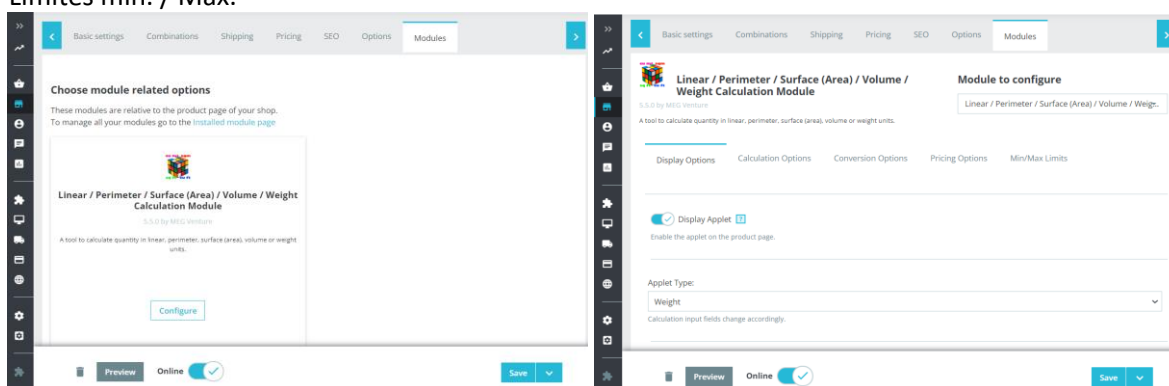 Limites min. / Max.
Basic settings Combinations Shipping Pricing SEO Options Modules
Choose module related options
These modules are relative to the product page of your shop.
To manage all your modules go to the Installed module page
Linear / Perimeter / Surface (Area) / Volume / Weight
Calculation Module
5.5.0 by MEG Venture
A tool to calculate quantity in linear, perimeter, surface (area), volume or weight
units.
Configure
Preview Online Save
Basic settings Combinations Shipping Pricing SEO Options Modules
Linear / Perimeter / Surface (Area) / Volume /
Weight Calculation Module
5.5.0 by MEG Venture
A tool to calculate quantity in linear, perimeter, surface (area), volume or weight units.
Module to configure
Linear / Perimeter / Surface (Area) / Volume / Weig
Display Options Calculation Options Conversion Options Pricing Options Min/Max Limits
Display Applet ?
Enable the applet on the product page.
Applet Type:
Weight
Calculation input fields change accordingly.
Preview Online Save